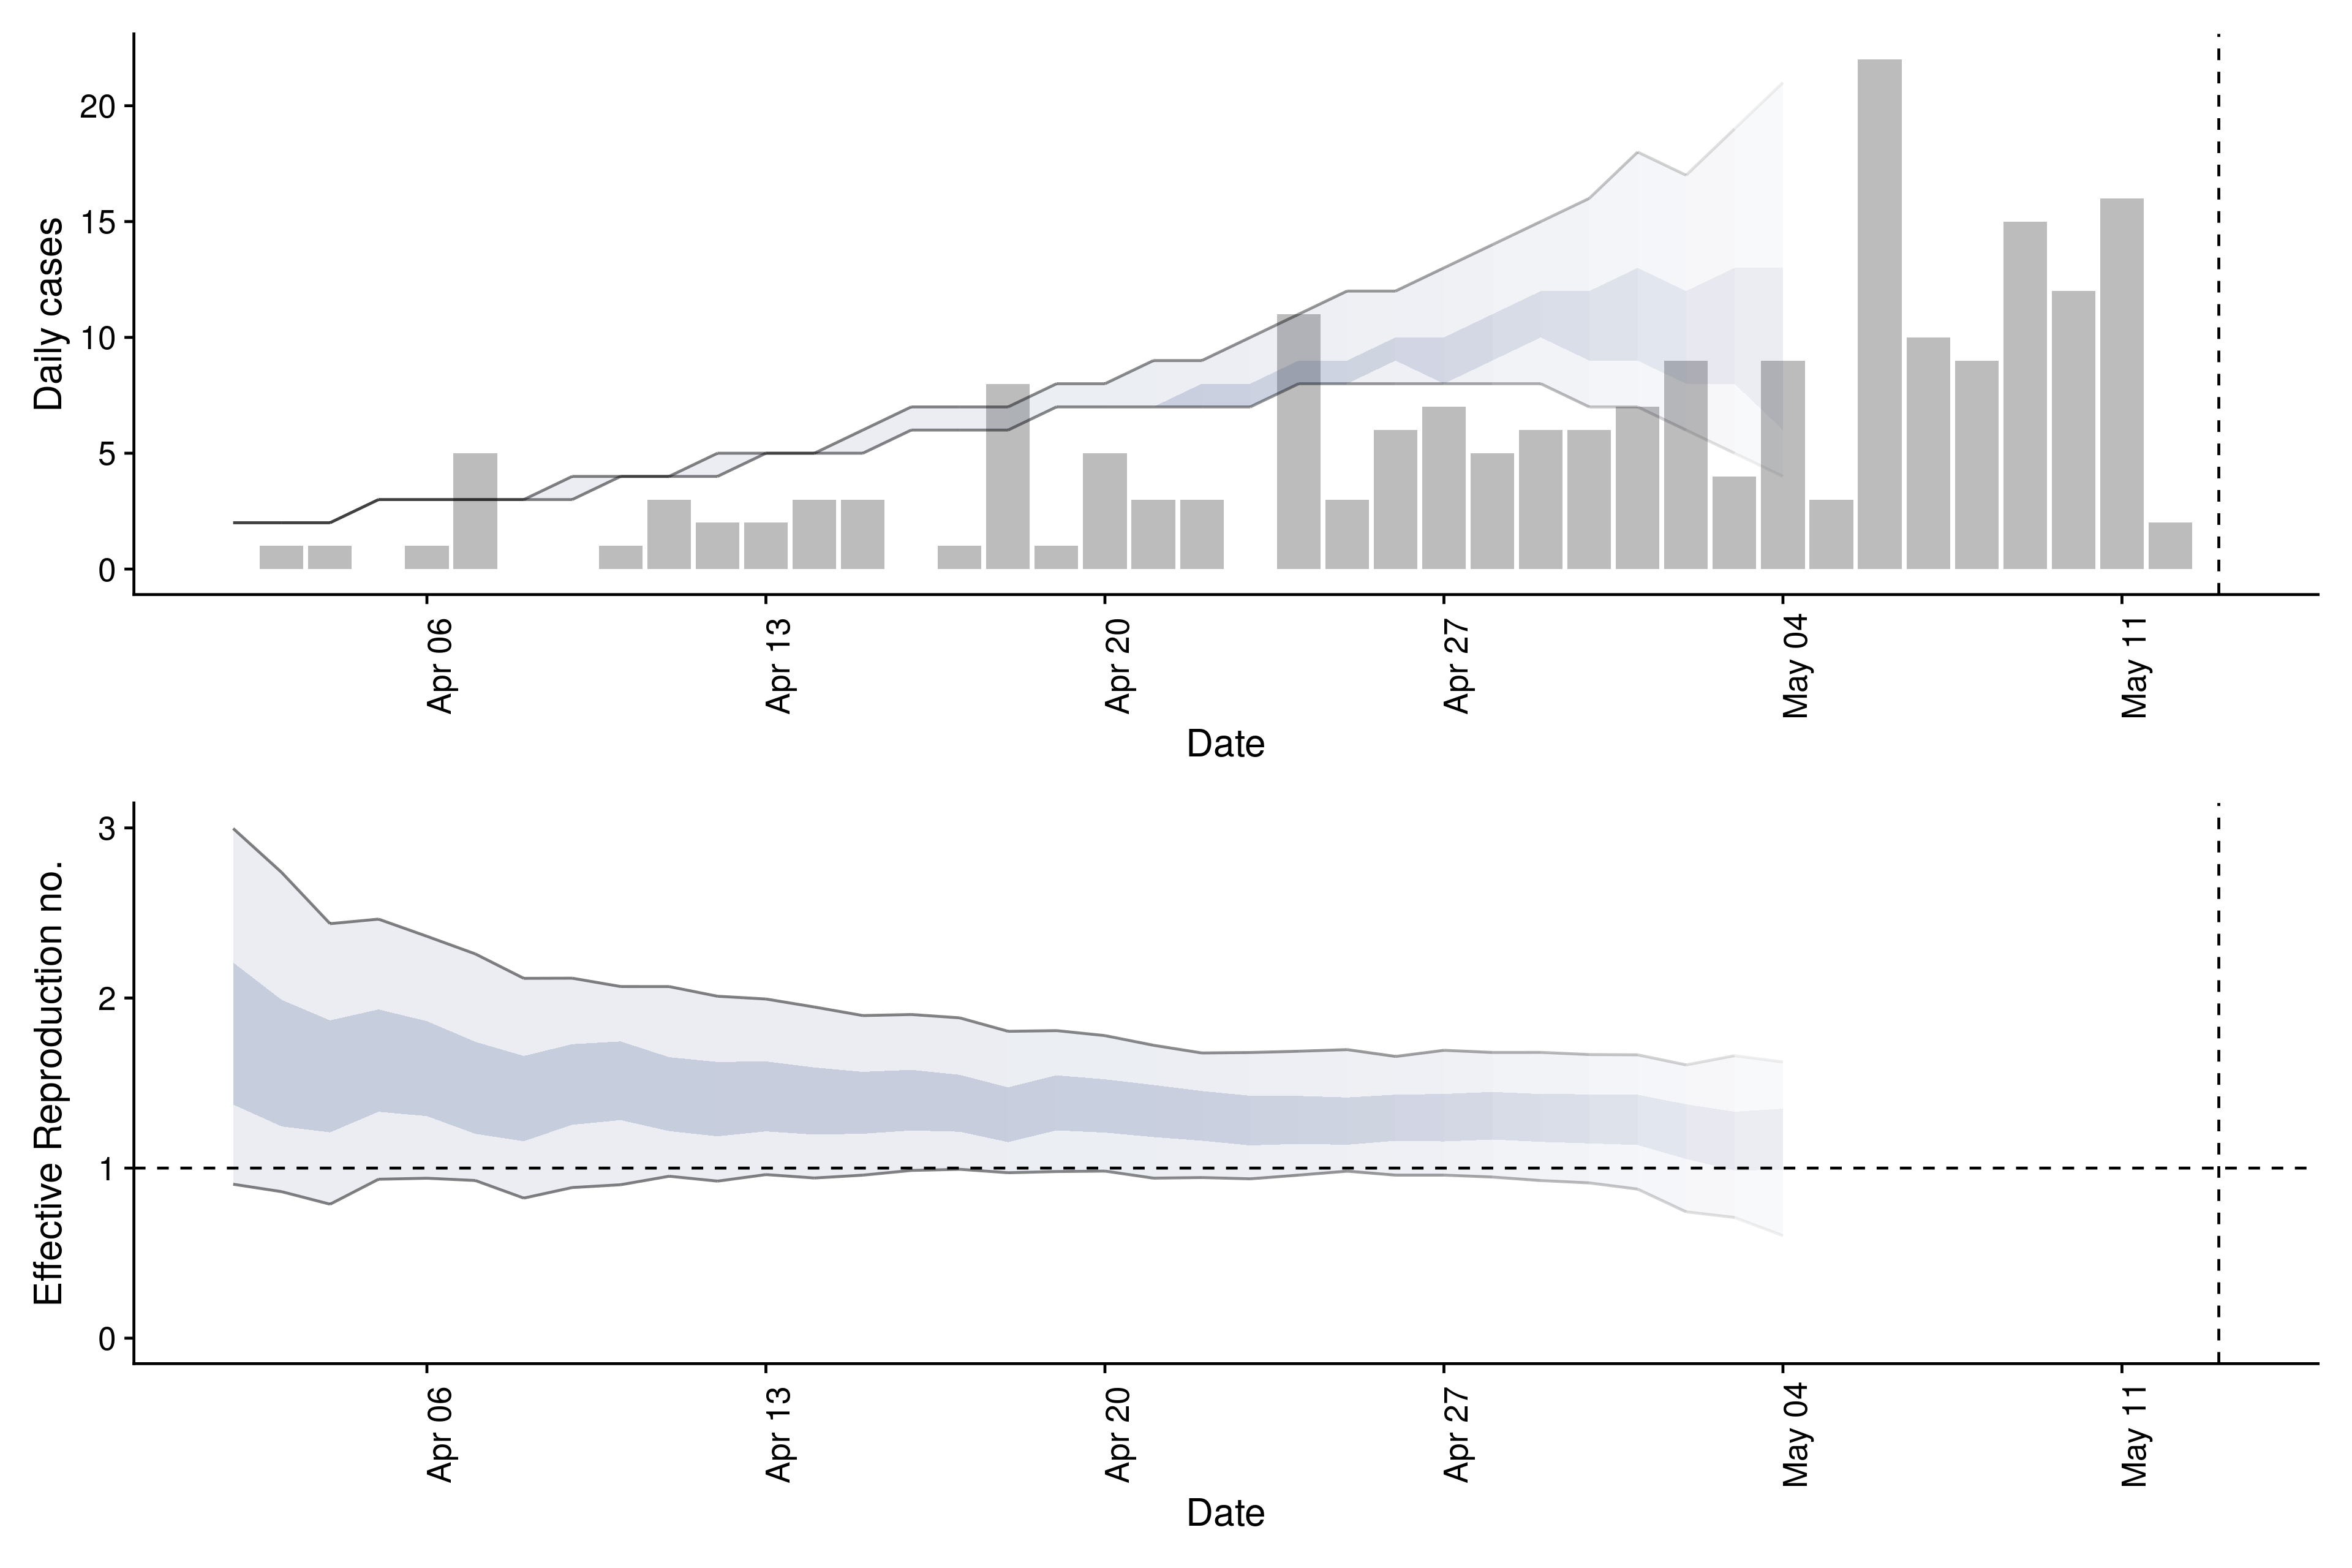 Daily cases
20
15
10
5
0
Apr 06
Apr 13
Apr 20
Apr 27
May 04
May 11
Date
Effective Reproduction no.
3
2
1
0
Apr 06
Apr 13
Apr 20
Apr 27
May 04
May 11
Date